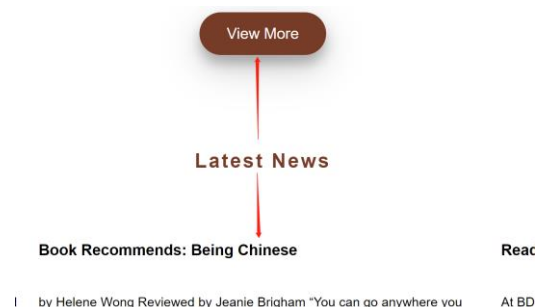 View More
Latest News
Book Recommends: Being Chinese
Read
l
by Helene Wong Reviewed by Jeanie Brigham “You can go anywhere you
At BD